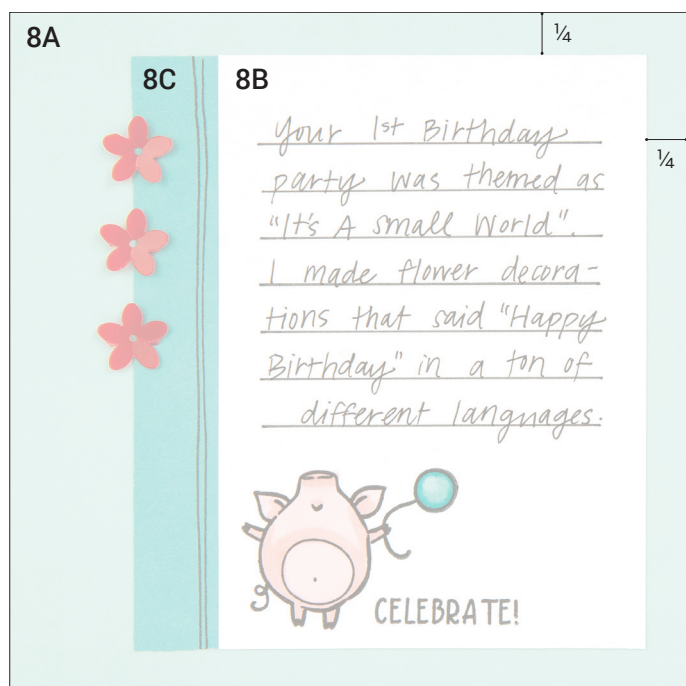 8A
¼
8C
8B
¼
Your 1st Birthday
party was themed as
"It's A small World".
I made flower decora-
tions that said "Happy
Birthday" in a ton of
different languages.
CELEBRATE!